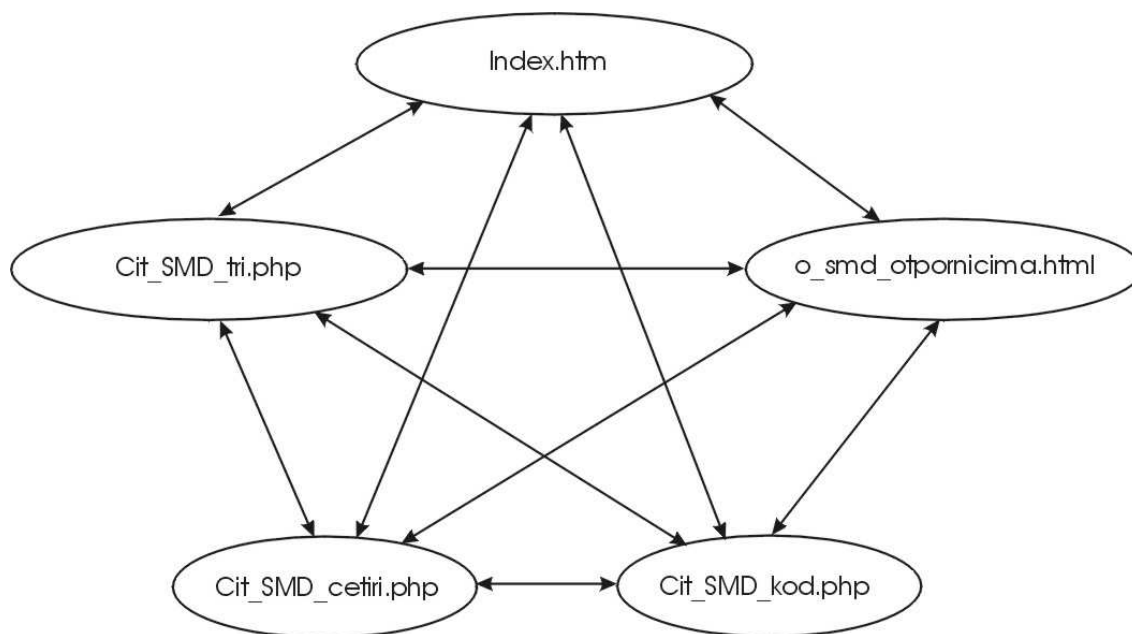 Index.htm
Cit_SMD_tri.php
o_smd_otpornicima.html
Cit_SMD_cetiri.php
Cit_SMD_kod.php